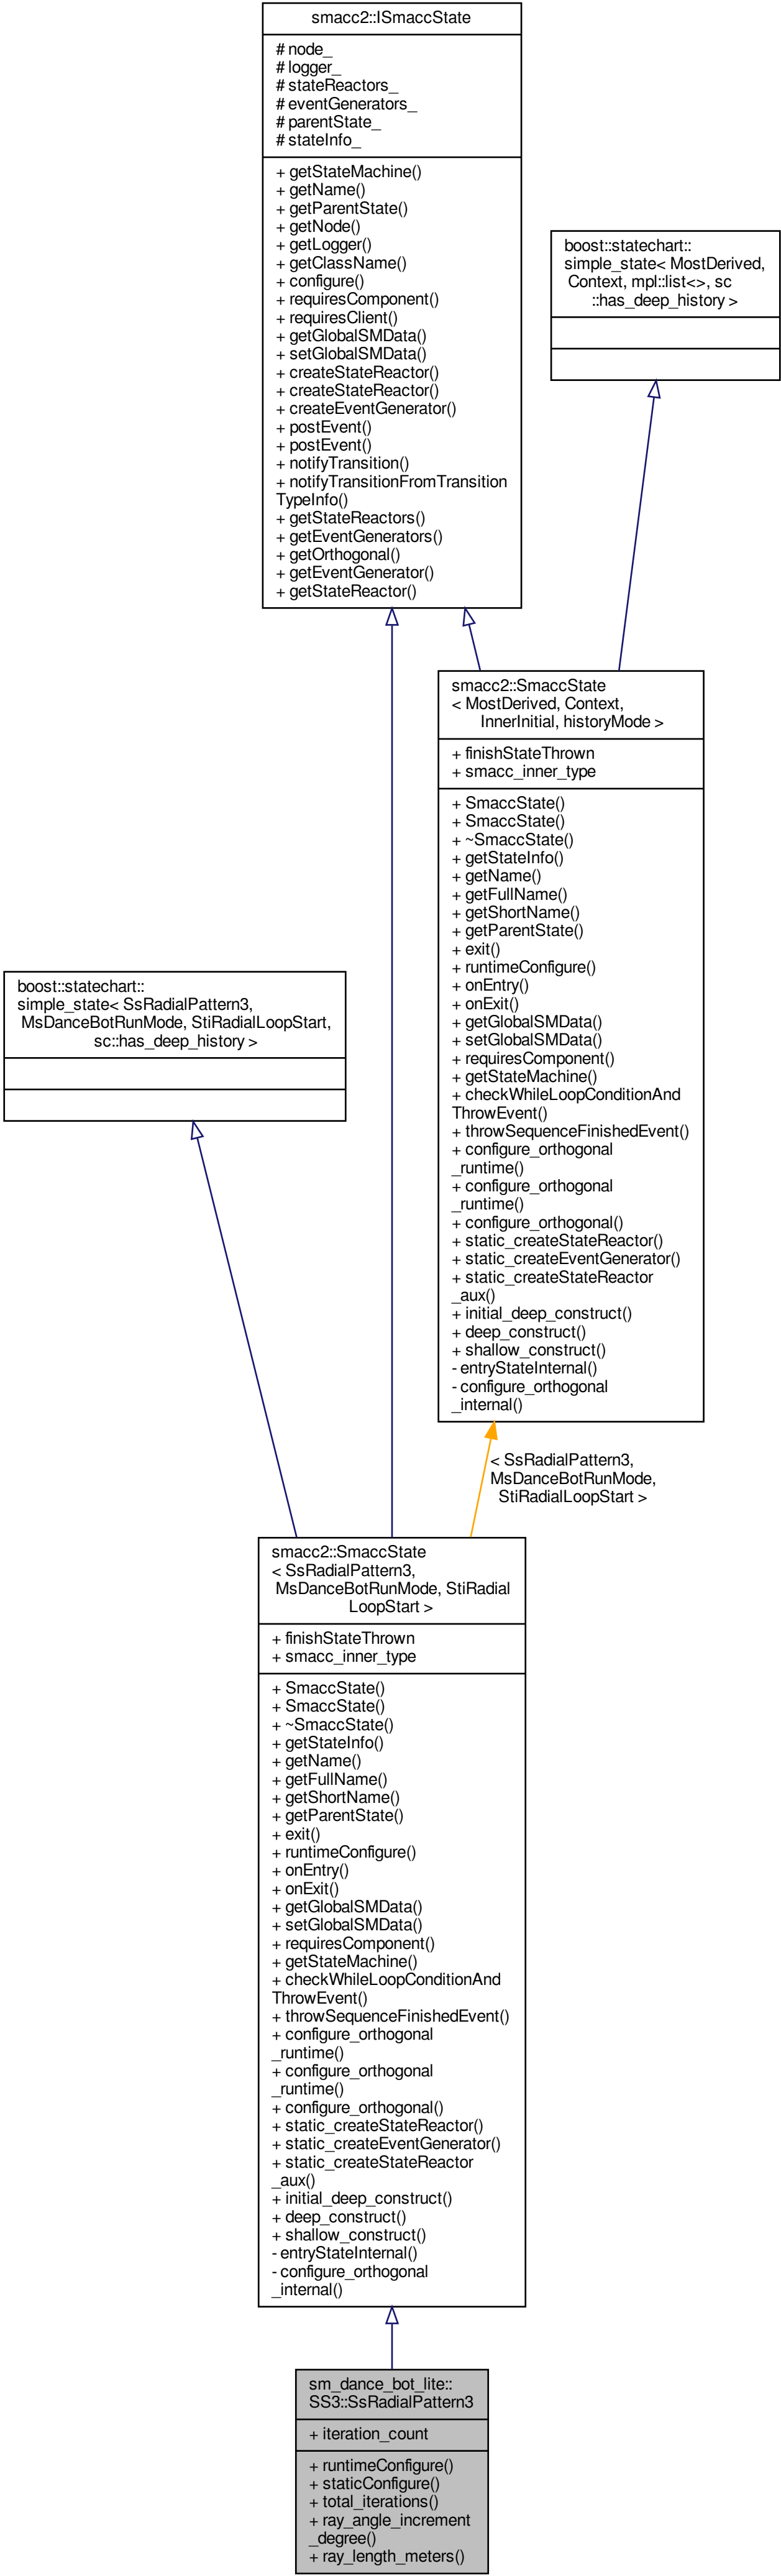 smacc2::ISmaccState
# node_
# logger_
# stateReactors_
# eventGenerators_
# parentState_
# stateInfo_
+ getStateMachine()
+ getName()
+ getParentState()
+ getNode()
+ getLogger()
+ getClassName()
+ configure()
+ requiresComponent()
+ requiresClient()
+ getGlobalSMData()
+ setGlobalSMData()
+ createStateReactor()
+ createStateReactor()
+ createEventGenerator()
+ postEvent()
+ postEvent()
+ notifyTransition()
+ notifyTransitionFromTransition
TypeInfo()
+ getStateReactors()
+ getEventGenerators()
+ getOrthogonal()
+ getEventGenerator()
+ getStateReactor()
boost::statechart::
simple_state< MostDerived,
Context, mpl::list<>, sc
::has_deep_history >
smacc2::SmaccState
< MostDerived, Context,
InnerInitial, historyMode >
+ finishStateThrown
+ smacc_inner_type
+ SmaccState()
+ SmaccState()
+ ~SmaccState()
+ getStateInfo()
+ getName()
+ getFullName()
+ getShortName()
+ getParentState()
+ exit()
+ runtimeConfigure()
+ onEntry()
+ onExit()
+ getGlobalSMData()
+ setGlobalSMData()
+ requiresComponent()
+ getStateMachine()
+ checkWhileLoopConditionAnd
ThrowEvent()
+ throwSequenceFinishedEvent()
+ configure_orthogonal
_runtime()
+ configure_orthogonal
_runtime()
+ configure_orthogonal()
+ static_createStateReactor()
+ static_createEventGenerator()
+ static_createStateReactor
_aux()
+ initial_deep_construct()
+ deep_construct()
+ shallow_construct()
- entryStateInternal()
- configure_orthogonal
_internal()
boost::statechart::
simple_state< SsRadialPattern3,
MsDanceBotRunMode, StiRadialLoopStart,
sc::has_deep_history >
< SsRadialPattern3,
MsDanceBotRunMode,
StiRadialLoopStart >
smacc2::SmaccState
< SsRadialPattern3,
MsDanceBotRunMode, StiRadial
LoopStart >
+ finishStateThrown
+ smacc_inner_type
+ SmaccState()
+ SmaccState()
+ ~SmaccState()
+ getStateInfo()
+ getName()
+ getFullName()
+ getShortName()
+ getParentState()
+ exit()
+ runtimeConfigure()
+ onEntry()
+ onExit()
+ getGlobalSMData()
+ setGlobalSMData()
+ requiresComponent()
+ getStateMachine()
+ checkWhileLoopConditionAnd
ThrowEvent()
+ throwSequenceFinishedEvent()
+ configure_orthogonal
_runtime()
+ configure_orthogonal
_runtime()
+ configure_orthogonal()
+ static_createStateReactor()
+ static_createEventGenerator()
+ static_createStateReactor
_aux()
+ initial_deep_construct()
+ deep_construct()
+ shallow_construct()
- entryStateInternal()
- configure_orthogonal
_internal()
sm_dance_bot_lite::
SS3::SsRadialPattern3
+ iteration_count
+ runtimeConfigure()
+ staticConfigure()
+ total_iterations()
+ ray_angle_increment
_degree()
+ ray_length_meters()